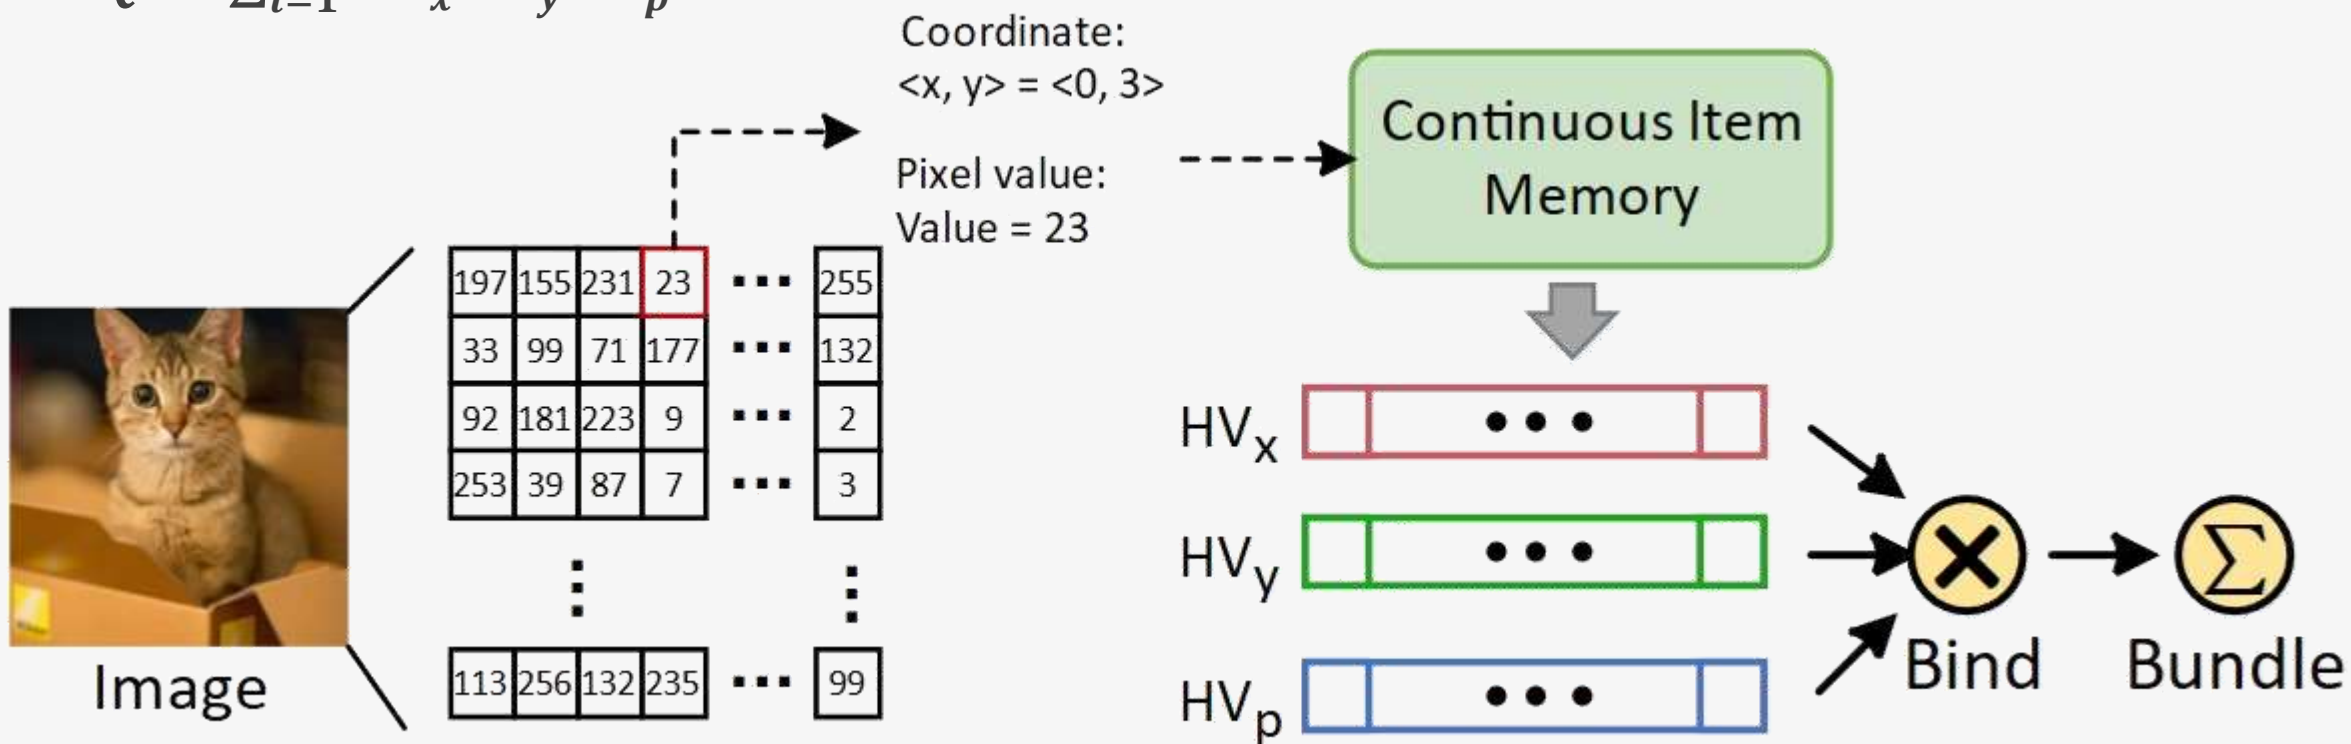 Coordinate:
<x, y> = <0, 3>
Pixel value:
Value = 23
Continuous Item
Memory
197 155 231 23 ... 255
33 99 71 177 ... 132
92 181 223 9 ... 2
253 39 87 7 ... 3
113 256 132 235 ... 99
Image
HVx
HVy
HVp
Bind
Bundle